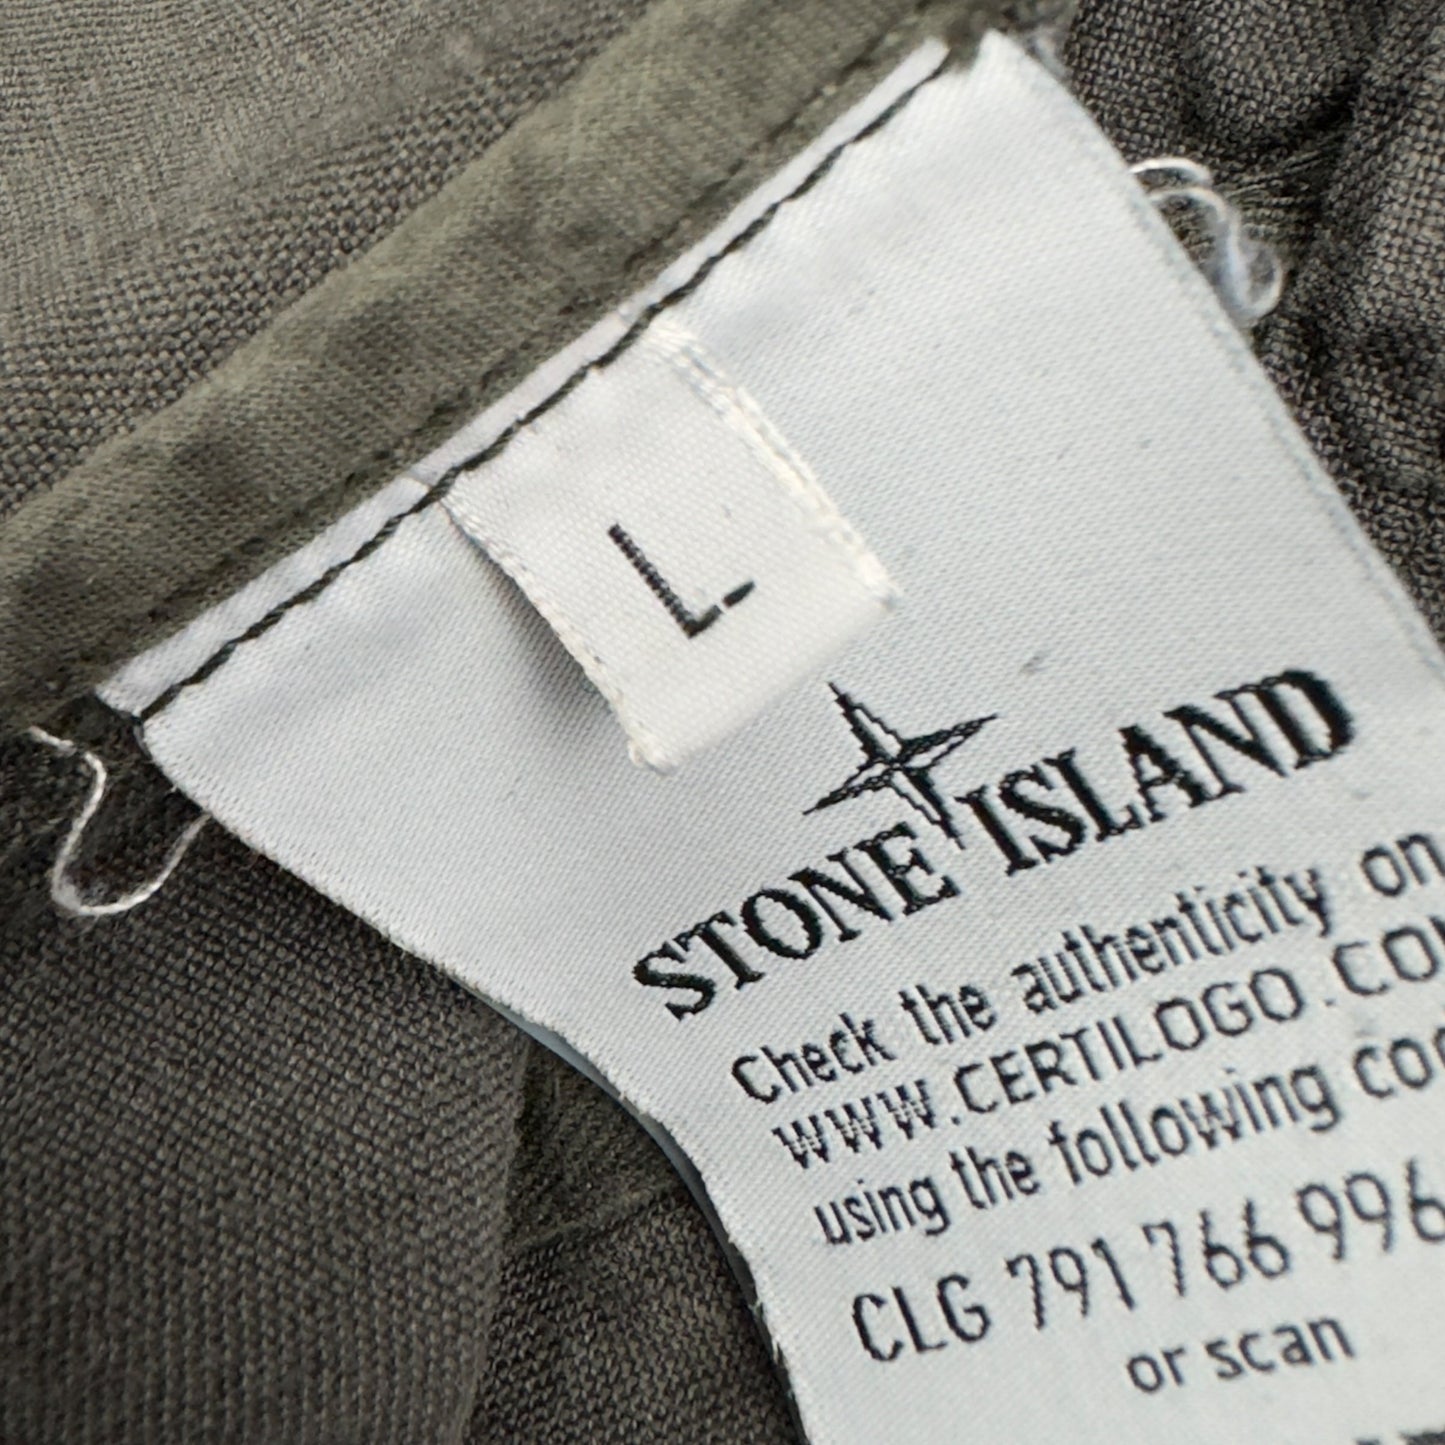 L
STONE ISLAND
Check the authenticity on
WWW.CERTILOGO.CO
using the following co
CLG 791 766 996
or scan